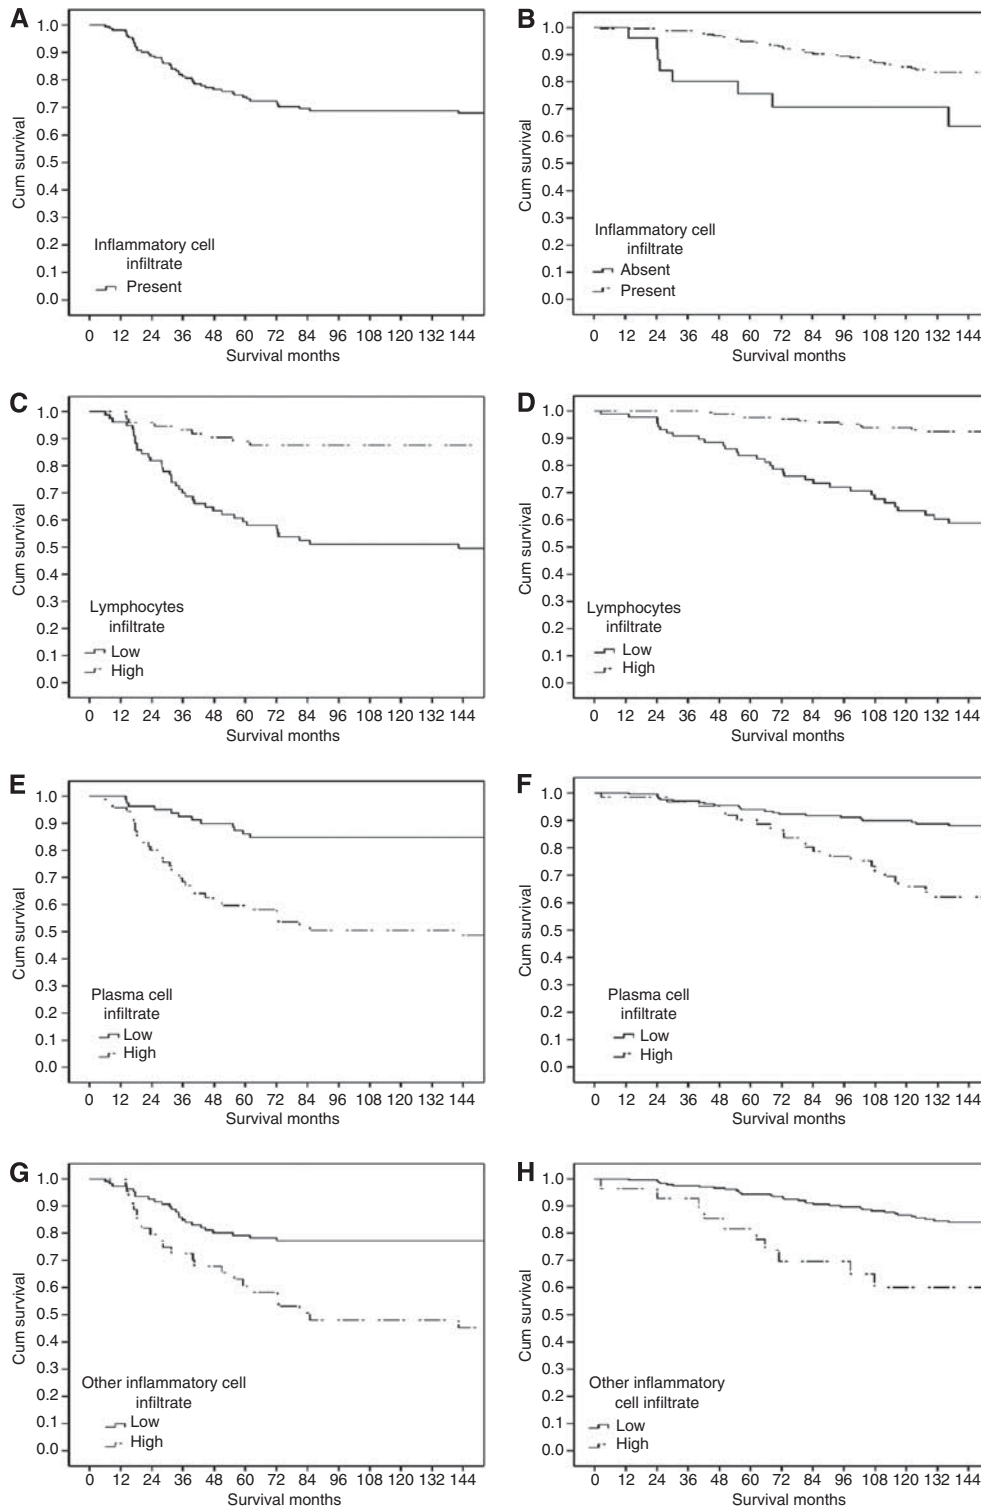 A
1.0
0.9
0.8
0.7
0.6
0.5
0.4
0.3
0.2
0.1
0.0
Cum survival
Inflammatory cell
infiltrate
Present
0 12 24 36 48 60 72 84 96 108 120 132 144
Survival months
B
1.0
0.9
0.8
0.7
0.6
0.5
0.4
0.3
0.2
0.1
0.0
Cum survival
Inflammatory cell
infiltrate
Absent
Present
0 12 24 36 48 60 72 84 96 108 120 132 144
Survival months
C
1.0
0.9
0.8
0.7
0.6
0.5
0.4
0.3
0.2
0.1
0.0
Cum survival
Lymphocytes
infiltrate
Low
High
0 12 24 36 48 60 72 84 96 108 120 132 144
Survival months
D
1.0
0.9
0.8
0.7
0.6
0.5
0.4
0.3
0.2
0.1
0.0
Cum survival
Lymphocytes
infiltrate
Low
High
0 12 24 36 48 60 72 84 96 108 120 132 144
Survival months
E
1.0
0.9
0.8
0.7
0.6
0.5
0.4
0.3
0.2
0.1
0.0
Cum survival
Plasma cell
infiltrate
Low
High
0 12 24 36 48 60 72 84 96 108 120 132 144
Survival months
F
1.0
0.9
0.8
0.7
0.6
0.5
0.4
0.3
0.2
0.1
0.0
Cum survival
Plasma cell
infiltrate
Low
High
0 12 24 36 48 60 72 84 96 108 120 132 144
Survival months
G
1.0
0.9
0.8
0.7
0.6
0.5
0.4
0.3
0.2
0.1
0.0
Cum survival
Other inflammatory cell
infiltrate
Low
High
0 12 24 36 48 60 72 84 96 108 120 132 144
Survival months
H
1.0
0.9
0.8
0.7
0.6
0.5
0.4
0.3
0.2
0.1
0.0
Cum survival
Other inflammatory
cell infiltrate
Low
High
0 12 24 36 48 60 72 84 96 108 120 132 144
Survival months